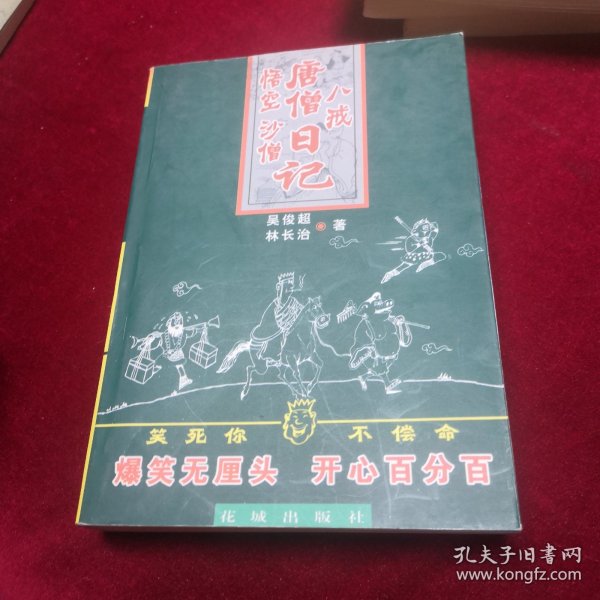 八戒
唐僧日记
悟空 沙僧
吴俊超
林长治
著
笑死你 不偿命
爆笑无厘头 开心百分百
花城出版社
孔夫子旧书网
www.kongfz.com